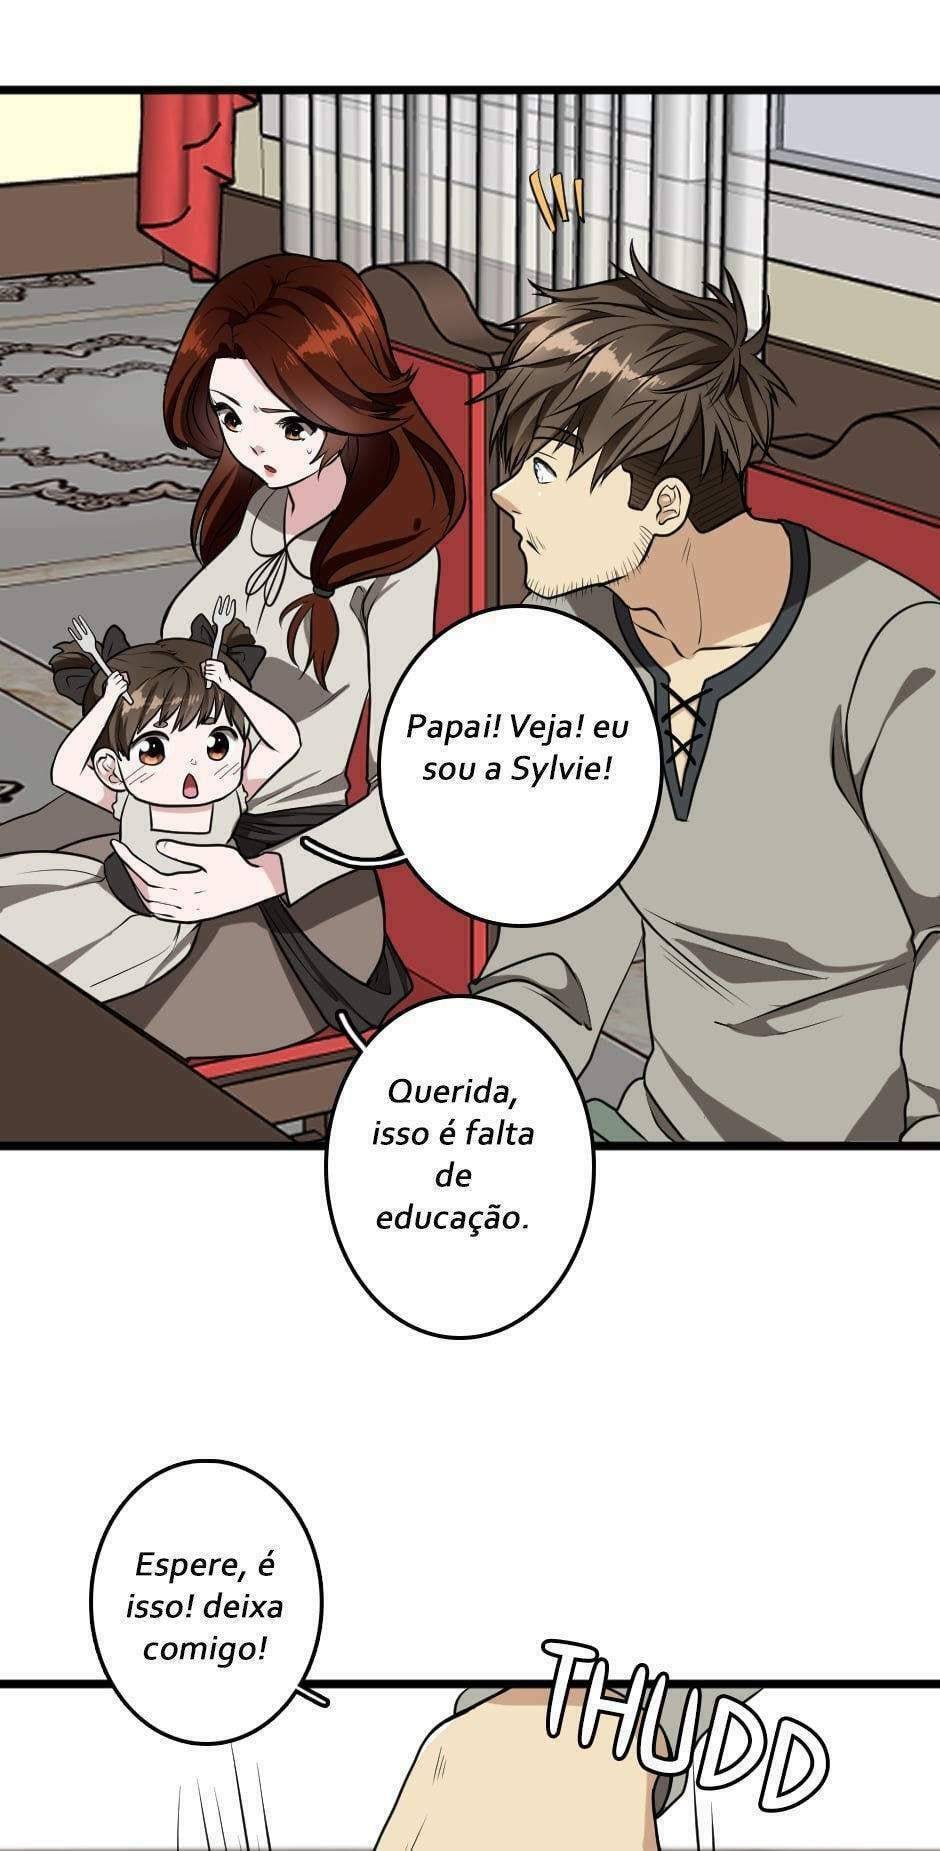 Papai! Veja! eu
sou a Sylvie!
Querida,
isso é falta
de
educação.
Espere, é
isso! deixa
comigo!
THUDD